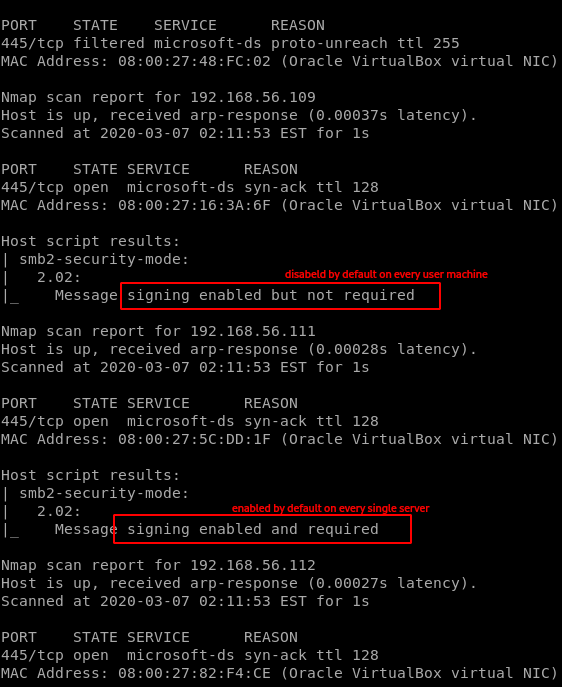 PORT    STATE    SERVICE      REASON
445/tcp filtered microsoft-ds proto-unreach ttl 255
MAC Address: 08:00:27:48:FC:02 (Oracle VirtualBox virtual NIC)
Nmap scan report for 192.168.56.109
Host is up, received arp-response (0.00037s latency).
Scanned at 2020-03-07 02:11:53 EST for 1s
PORT    STATE SERVICE      REASON
445/tcp open  microsoft-ds syn-ack ttl 128
MAC Address: 08:00:27:16:3A:6F (Oracle VirtualBox virtual NIC)
Host script results:
| smb2-security-mode:
|   2.02:
disabeld by default on every user machine
|_    Message signing enabled but not required
Nmap scan report for 192.168.56.111
Host is up, received arp-response (0.00028s latency).
Scanned at 2020-03-07 02:11:53 EST for 1s
PORT    STATE SERVICE      REASON
445/tcp open  microsoft-ds syn-ack ttl 128
MAC Address: 08:00:27:5C:DD:1F (Oracle VirtualBox virtual NIC)
Host script results:
| smb2-security-mode:
|   2.02:
enabled by default on every single server
|_    Message signing enabled and required
Nmap scan report for 192.168.56.112
Host is up, received arp-response (0.00027s latency).
Scanned at 2020-03-07 02:11:53 EST for 1s
PORT    STATE SERVICE      REASON
445/tcp open  microsoft-ds syn-ack ttl 128
MAC Address: 08:00:27:82:F4:CE (Oracle VirtualBox virtual NIC)